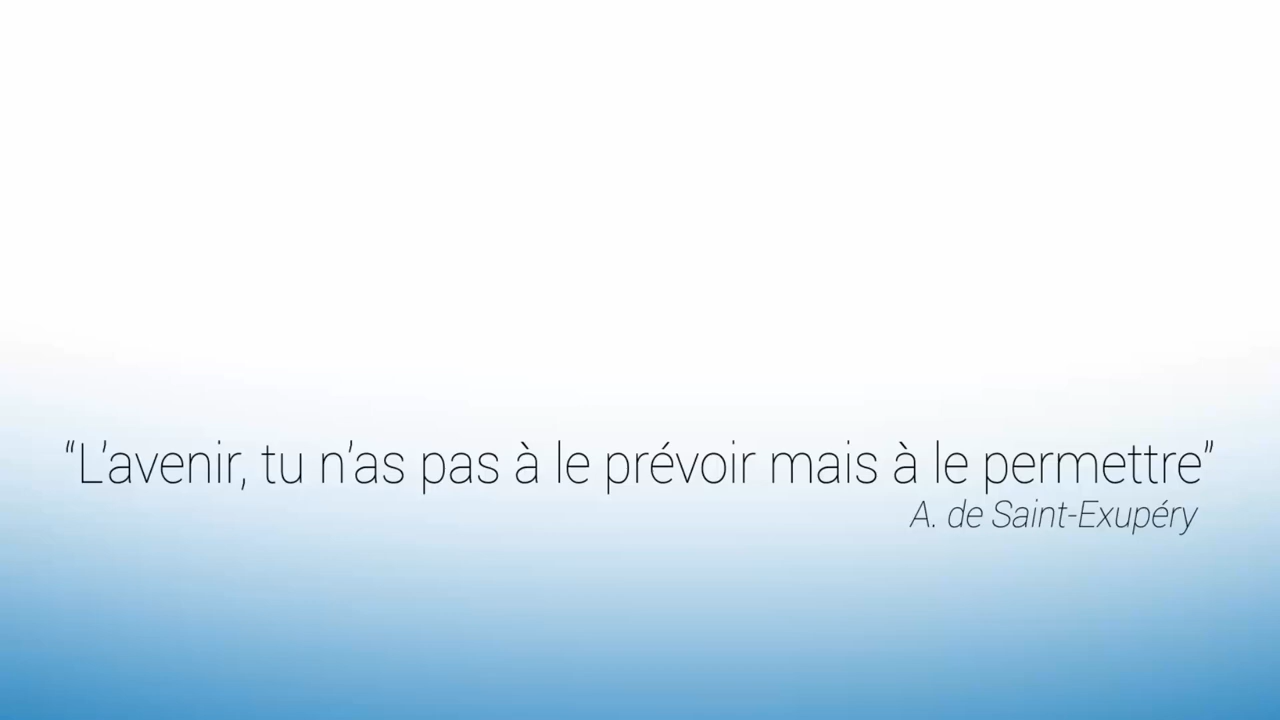 “L’avenir, tu n’as pas à le prévoir mais à le permettre”
A. de Saint-Exupéry